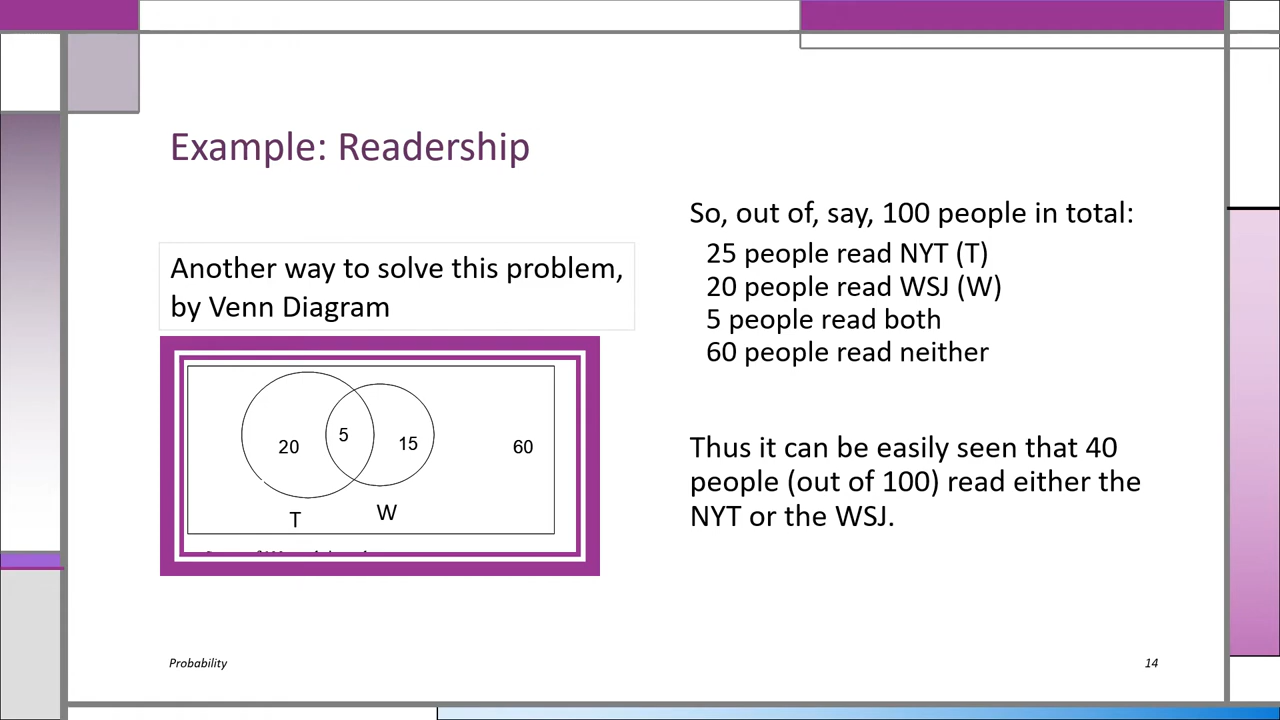 Example: Readership
Another way to solve this problem,
by Venn Diagram
20
5
15
60
T
W
So, out of, say, 100 people in total:
25 people read NYT (T)
20 people read WSJ (W)
5 people read both
60 people read neither
Thus it can be easily seen that 40
people (out of 100) read either the
NYT or the WSJ.
Probability
14